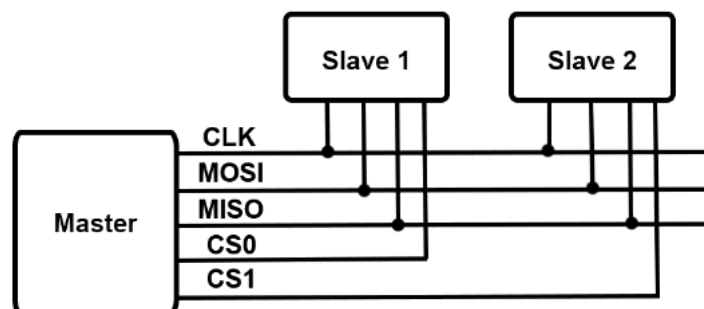 Slave 1
Slave 2
CLK
MOSI
MISO
Master
CS0
CS1